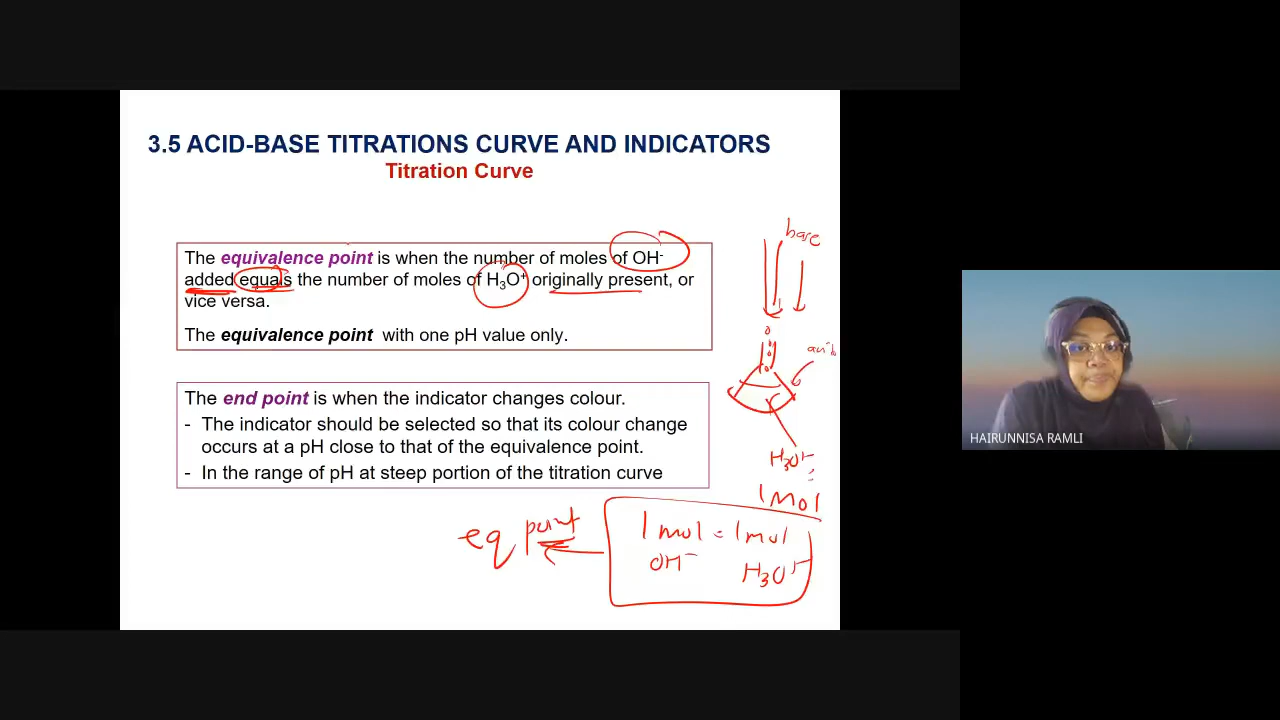 3.5 ACID-BASE TITRATIONS CURVE AND INDICATORS
Titration Curve
The equivalence point is when the number of moles of OH-
added equals the number of moles of H3O+ originally present, or
vice versa.
The equivalence point with one pH value only.
The end point is when the indicator changes colour.
- The indicator should be selected so that its colour change
occurs at a pH close to that of the equivalence point.
- In the range of pH at steep portion of the titration curve
base
H3O+
1 mol
eq point
1 mol = 1 mol
OH- H3O+
HAIRUNNISA RAMLI